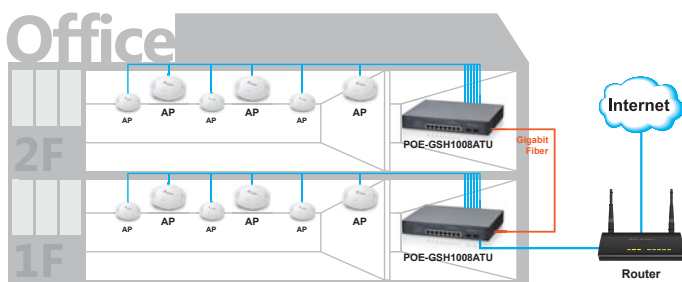 Office
Internet
AP AP AP AP AP AP
POE-GSH1008ATU
2F
Gigabit
Fiber
AP AP AP AP AP AP
POE-GSH1008ATU
1F
Router